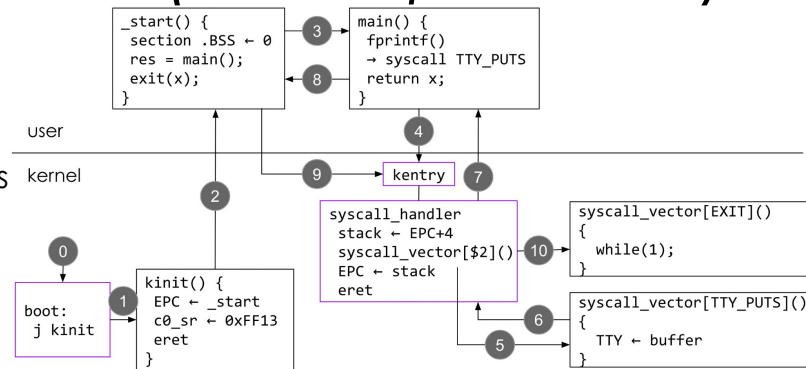 _start() {
section .BSS ← 0
res = main();
exit(x);
}
3
8
main() {
fprintf()
→ syscall TTY_PUTS
return x;
}
user
4
S
kernel
2
9
kentry
7
0
boot:
j kinit
1
kinit() {
EPC ← _start
c0_sr ← 0xFF13
eret
}
syscall_handler
stack ← EPC+4
syscall_vector[$2]()
EPC ← stack
eret
10
syscall_vector[EXIT]()
{
while(1);
}
6
5
syscall_vector[TTY_PUTS]()
{
TTY ← buffer
}